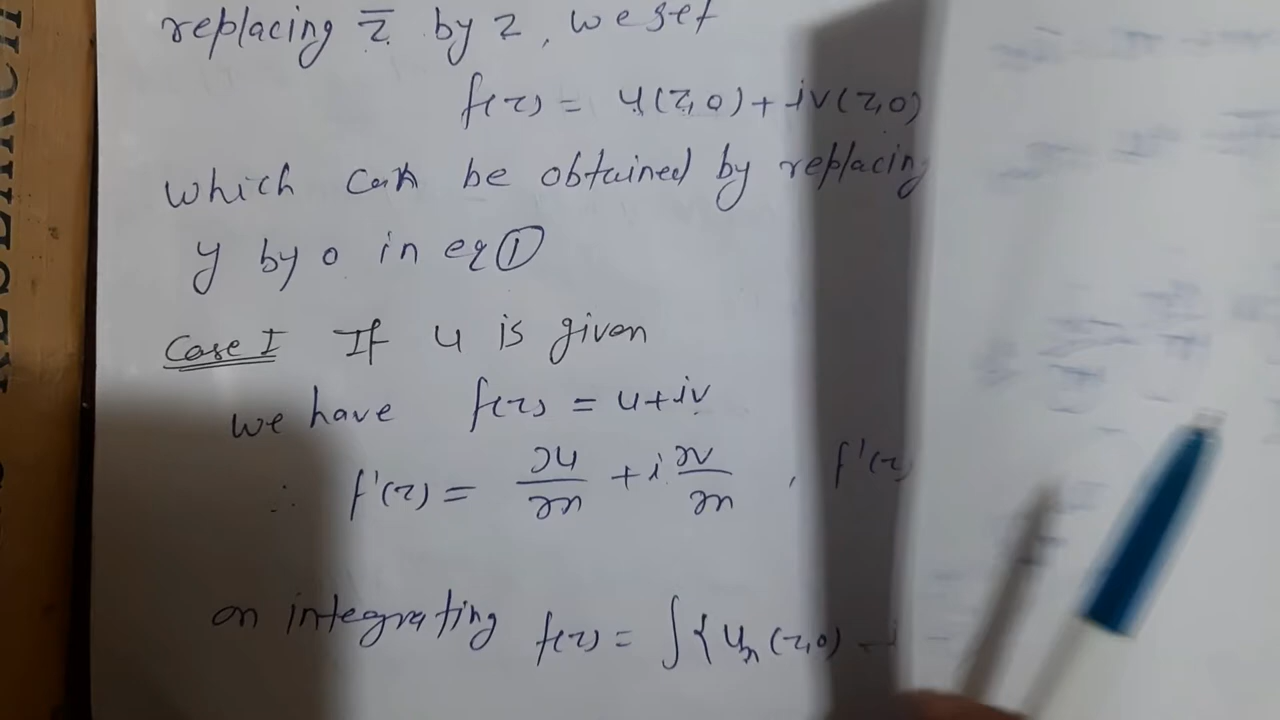 replacing z̅ by z, we get
f(z) = u(z,0) + iv(z,0)
which can be obtained by replacing
y by 0 in eq ①
Case I If u is given
we have f(z) = u+iv
∴ f'(z) = ∂u/∂x + i ∂v/∂x , f'(z
on integrating f(z) = ∫{ux(z,0) - i